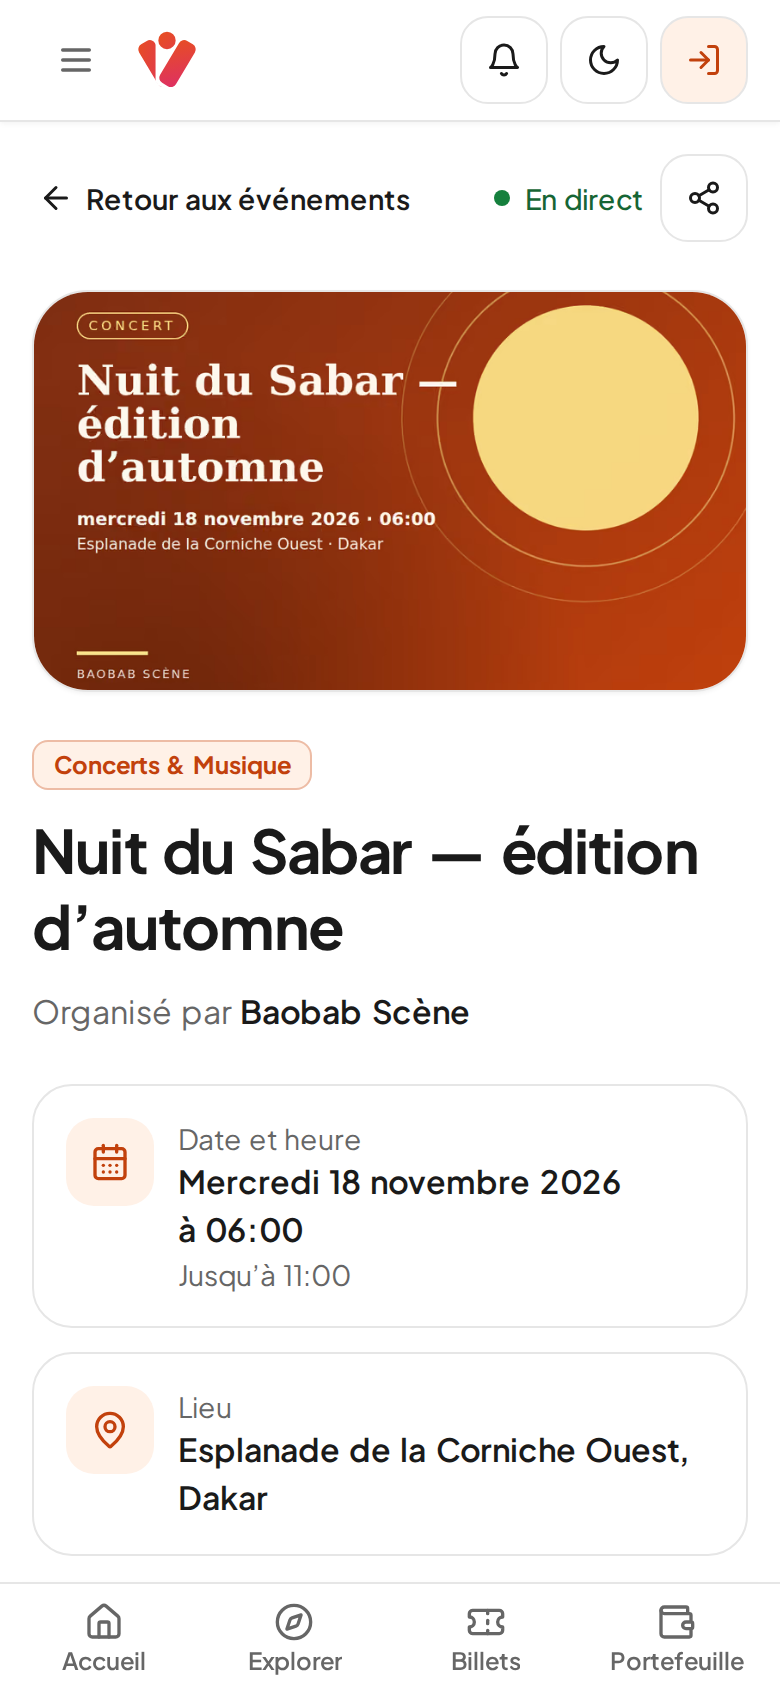 Retour aux événements
En direct
CONCERT
Nuit du Sabar —
édition
d’automne
mercredi 18 novembre 2026 · 06:00
Esplanade de la Corniche Ouest · Dakar
BAOBAB SCÈNE
Concerts & Musique
Nuit du Sabar — édition
d’automne
Organisé par Baobab Scène
Date et heure
Mercredi 18 novembre 2026
à 06:00
Jusqu’à 11:00
Lieu
Esplanade de la Corniche Ouest,
Dakar
Accueil
Explorer
Billets
Portefeuille